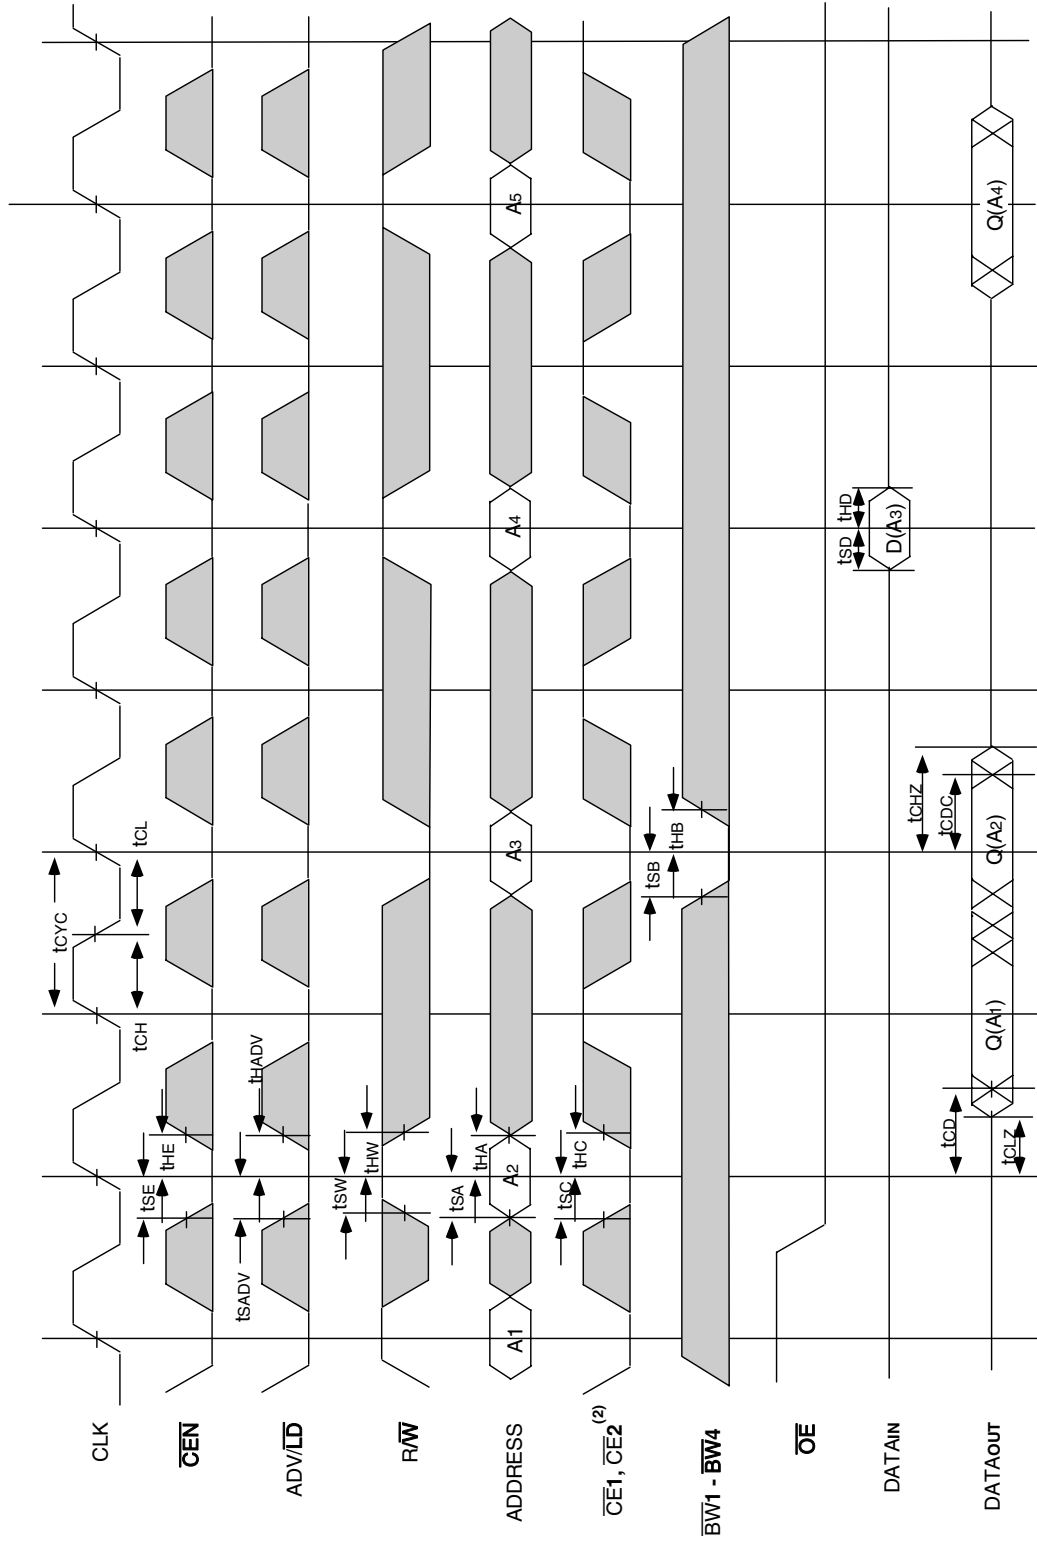 CLK
tCYC
tCH
tCL
CEN
tSE
tHE
ADV/LD
tSADV
tHADV
R/W
tSW
tHW
ADDRESS
A1
A2
A3
A4
A5
tSA
tHA
CE1, CE2 (2)
tSC
tHC
BW1 - BW4
tSB
tHB
OE
DATAIN
tSD
tHD
D(A3)
DATAOUT
tCD
tCLZ
Q(A1)
Q(A2)
tCHZ
tCDC
Q(A4)